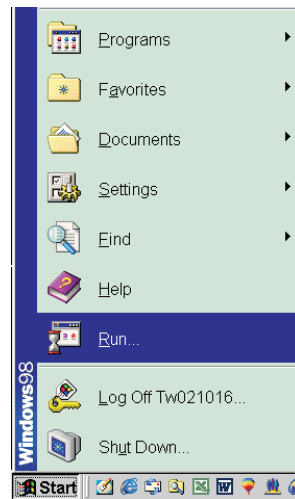 Programs
Favorites
Documents
Settings
Find
Help
Run...
Log Off Tw021016...
Shut Down...
Windows98
Start